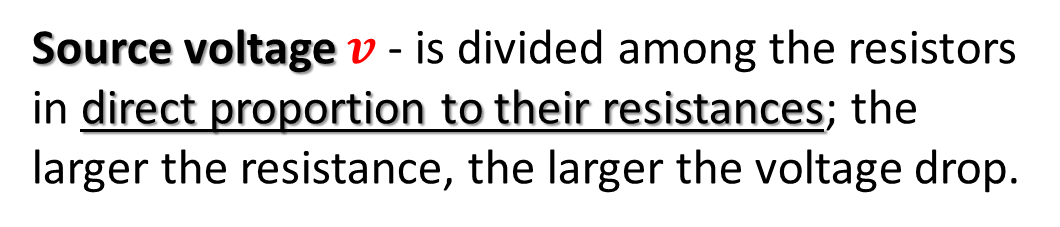 Source voltage v - is divided among the resistors
in direct proportion to their resistances; the
larger the resistance, the larger the voltage drop.